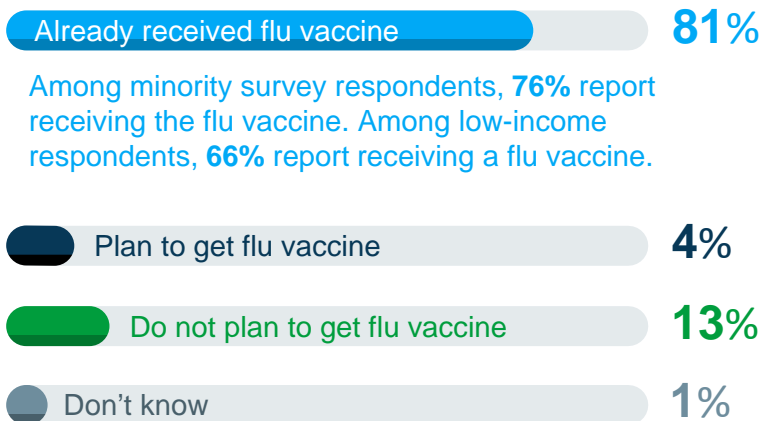 Already received flu vaccine 81%
Among minority survey respondents, 76% report
receiving the flu vaccine. Among low-income
respondents, 66% report receiving a flu vaccine.
Plan to get flu vaccine 4%
Do not plan to get flu vaccine 13%
Don’t know 1%